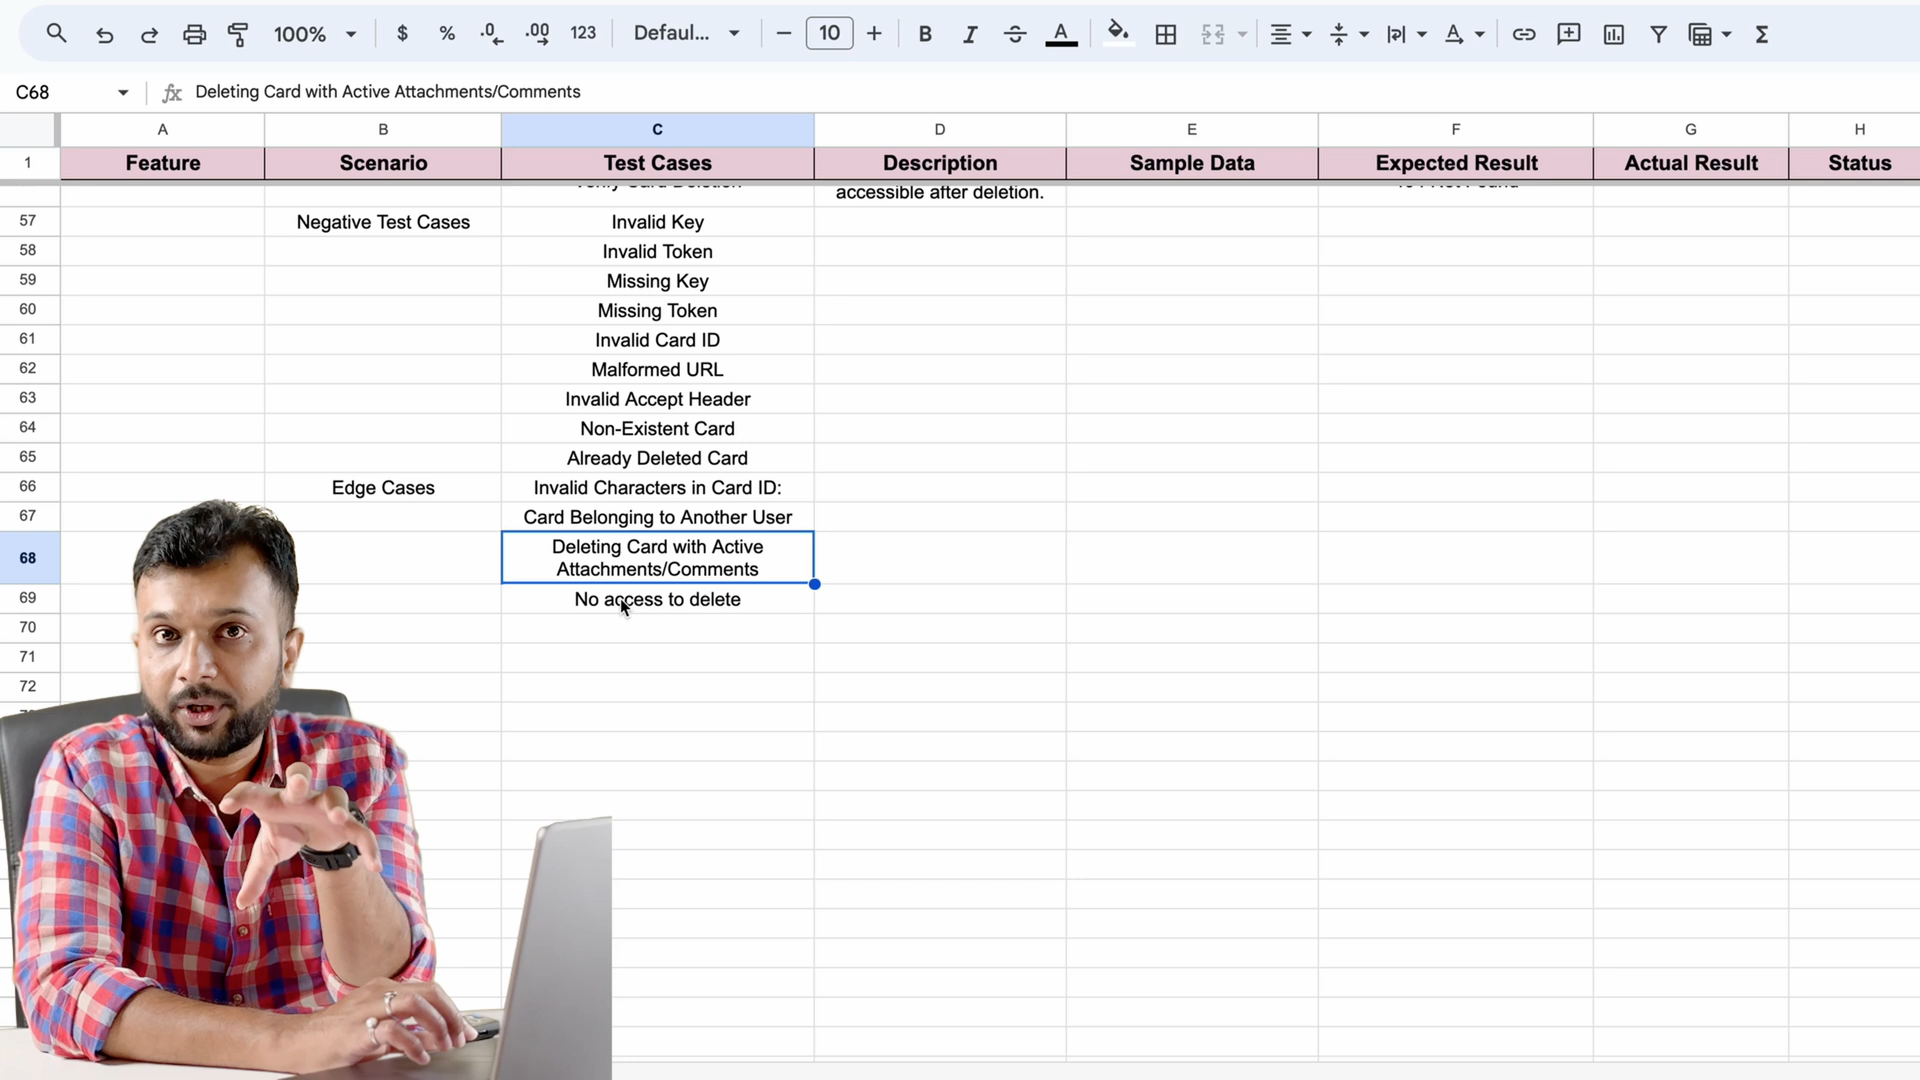 100%
$
%
.0
.00
123
Defaul...
10
B
I
A
Σ
C68
fx
Deleting Card with Active Attachments/Comments
A B C D E F G H
1 Feature Scenario Test Cases Description Sample Data Expected Result Actual Result Status
Verify Card Deletion
accessible after deletion.
404 Not Found
57 Negative Test Cases Invalid Key
58 Invalid Token
59 Missing Key
60 Missing Token
61 Invalid Card ID
62 Malformed URL
63 Invalid Accept Header
64 Non-Existent Card
65 Already Deleted Card
66 Edge Cases Invalid Characters in Card ID:
67 Card Belonging to Another User
68 Deleting Card with Active
Attachments/Comments
69 No access to delete
70
71
72